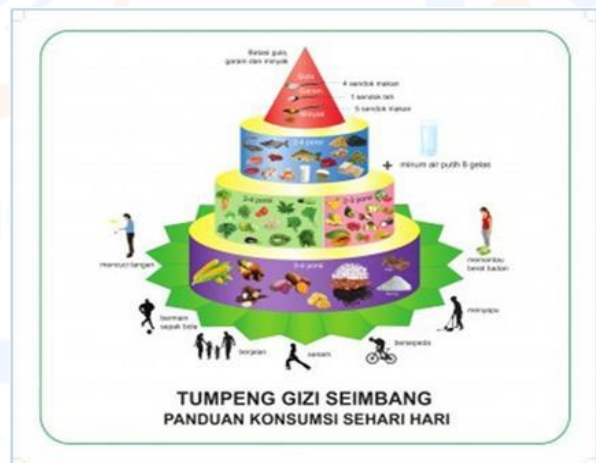 Batasi gula,
garam dan minyak
Gula
4 sendok makan
Garam
1 sendok teh
5 sendok makan
Minyak
2-4 porsi
+ minum air putih 8 gelas
3-4 porsi
2-3 porsi
3-4 porsi
mencuci tangan
memantau
berat badan
bermain
sepak bola
berjalan
senam
bersepeda
menyapu
TUMPENG GIZI SEIMBANG
PANDUAN KONSUMSI SEHARI HARI